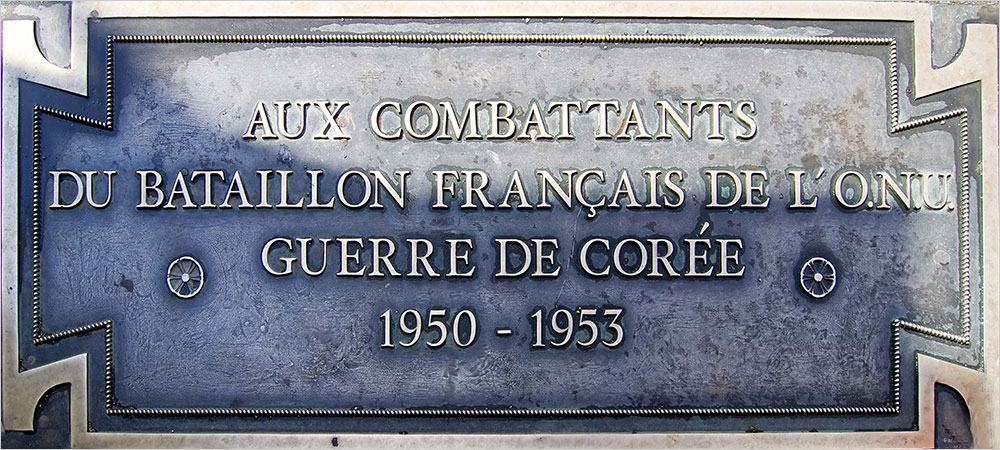 AUX COMBATTANTS
DU BATAILLON FRANÇAIS DE L'O.N.U.
GUERRE DE CORÉE
1950 - 1953